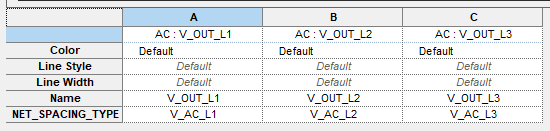 A B C
AC : V_OUT_L1 AC : V_OUT_L2 AC : V_OUT_L3
Color Default Default Default
Line Style Default Default Default
Line Width Default Default Default
Name V_OUT_L1 V_OUT_L2 V_OUT_L3
NET_SPACING_TYPE V_AC_L1 V_AC_L2 V_AC_L3